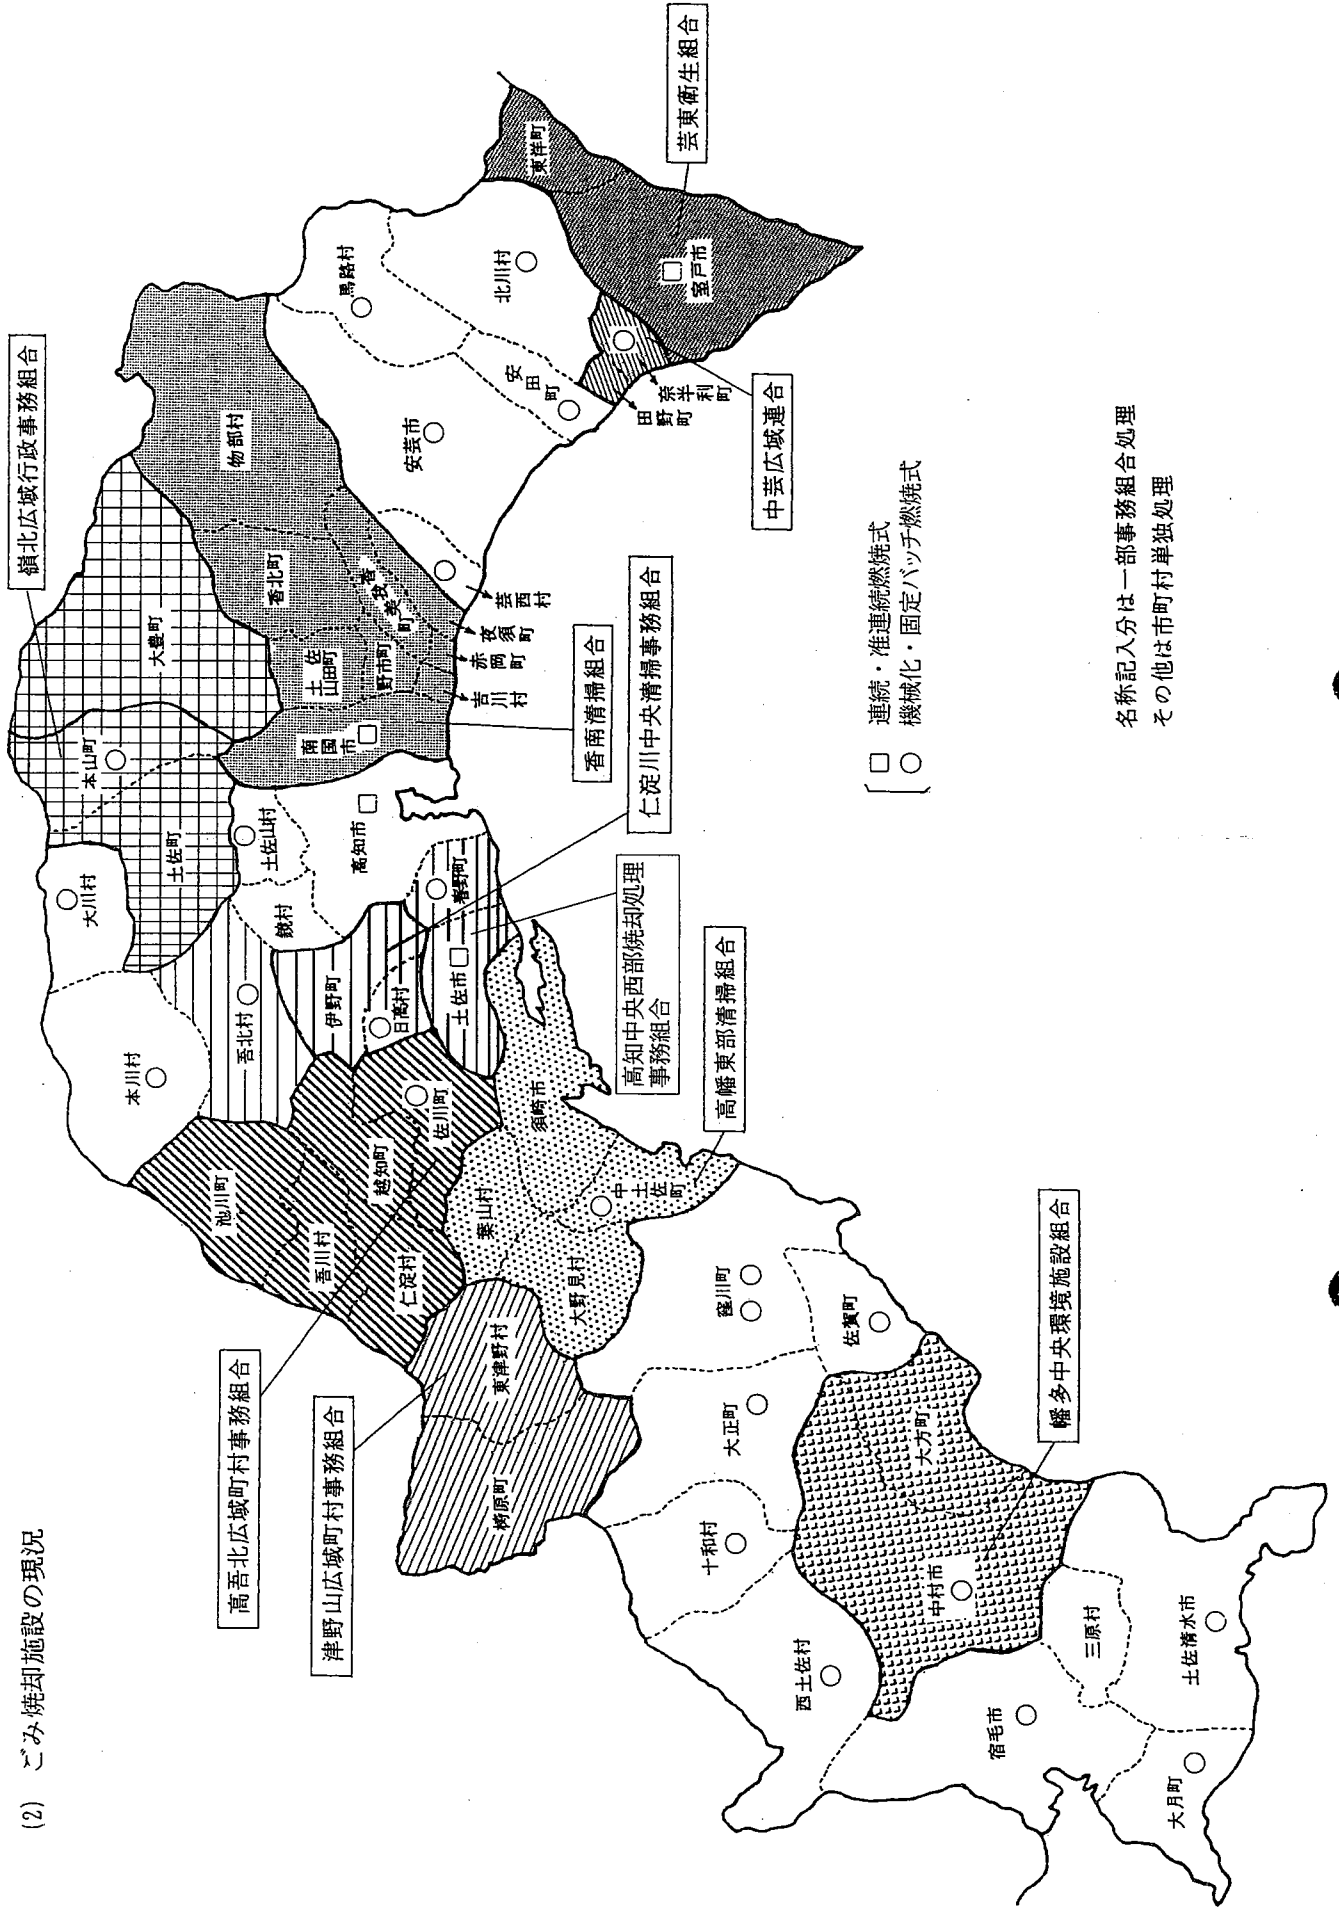 (2) ごみ焼却施設の現況
嶺北広域行政事務組合
高吾北広域町村事務組合
津野山広域町村事務組合
芸東衛生組合
中芸広域連合
香南清掃組合
仁淀川中央清掃事務組合
高知中央西部焼却処理
事務組合
高幡東部清掃組合
幡多中央環境施設組合
東洋町
室戸市
北川村
馬路村
奈半利町
田野町
安田町
安芸市
芸西村
物部村
香北町
香我美町
夜須町
赤岡町
野市町
吉川村
土佐山田町
南国市
大豊町
本山町
土佐町
大川村
本川村
土佐山村
高知市
鏡村
春野町
土佐市
伊野町
日高村
吾北村
池川町
吾川村
越知町
佐川町
仁淀村
須崎市
葉山村
中土佐町
大野見村
東津野村
梼原町
窪川町
佐賀町
大正町
十和村
大方町
中村市
西土佐村
三原村
宿毛市
土佐清水市
大月町
□ 連続・准連続燃焼式
○ 機械化・固定バッチ燃焼式
名称記入分は一部事務組合処理
その他は市町村単独処理